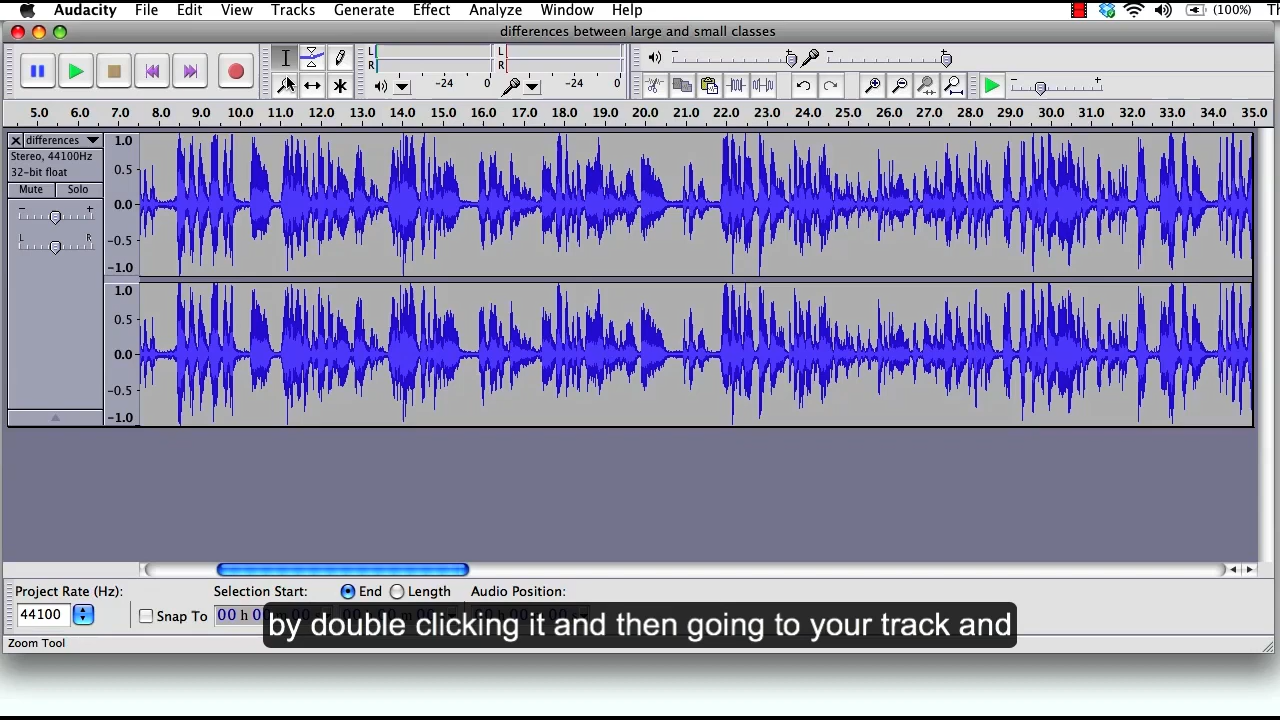 Audacity File Edit View Tracks Generate Effect Analyze Window Help (100%) Th
differences between large and small classes
L R -24 0 L R -24 0
5.0 6.0 7.0 8.0 9.0 10.0 11.0 12.0 13.0 14.0 15.0 16.0 17.0 18.0 19.0 20.0 21.0 22.0 23.0 24.0 25.0 26.0 27.0 28.0 29.0 30.0 31.0 32.0 33.0 34.0 35.0
differences
Stereo, 44100Hz
32-bit float
Mute Solo
- +
L R
1.0
0.5
0.0
-0.5
-1.0
1.0
0.5
0.0
-0.5
-1.0
Project Rate (Hz): Selection Start: End Length Audio Position:
44100 Snap To 00 h 0
by double clicking it and then going to your track and
Zoom Tool